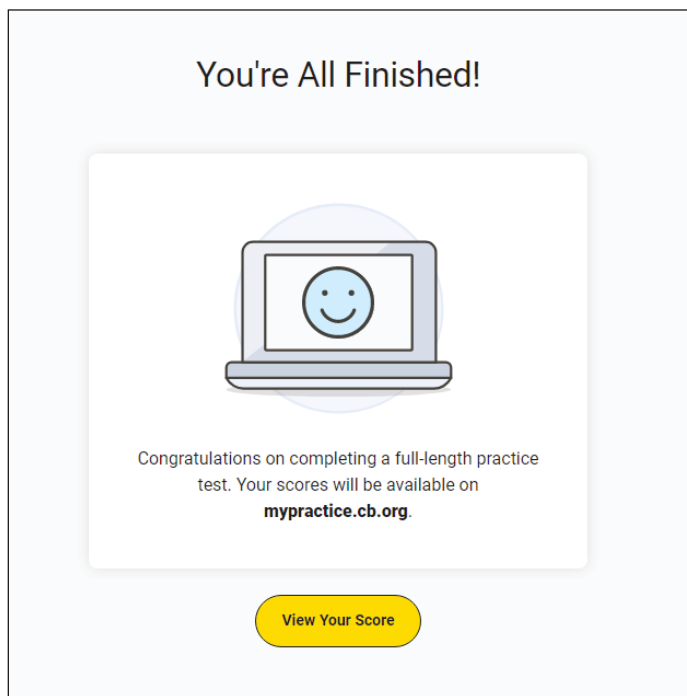 You're All Finished!
Congratulations on completing a full-length practice
test. Your scores will be available on
mypractice.cb.org.
View Your Score